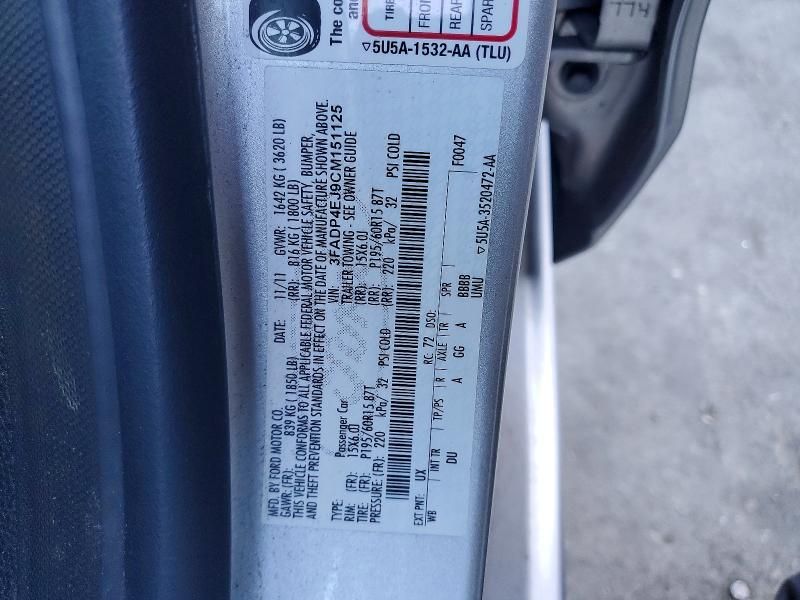 The co
and
TIRE
FRON
REAR
SPAR
▽5U5A-1532-AA (TLU)
MFD. BY FORD MOTOR CO.
DATE: 11/11 GVWR: 1642 KG ( 3620 LB)
GAWR: (FR): 839 KG ( 1850 LB) (RR): 816 KG ( 1800 LB)
THIS VEHICLE CONFORMS TO ALL APPLICABLE FEDERAL MOTOR VEHICLE SAFETY, BUMPER,
AND THEFT PREVENTION STANDARDS IN EFFECT ON THE DATE OF MANUFACTURE SHOWN ABOVE.
VIN: 3FADP4EJ9CM151125
TYPE: Passenger Car TRAILER TOWING - SEE OWNER GUIDE
RIM: (FR): 15X6.0J (RR): 15X6.0J
TIRE: (FR): P195/60R15 87T (RR): P195/60R15 87T
PRESSURE (FR): 220 kPa/ 32 PSI COLD (RR): 220 kPa/ 32 PSI COLD
F0047
EXT PNT: UX RC: 72 DSO:
WB INT TR TP/PS R AXLE TR SPR
DU A GG A BBBB
UMU
▽5U5A-3520472-AA
774